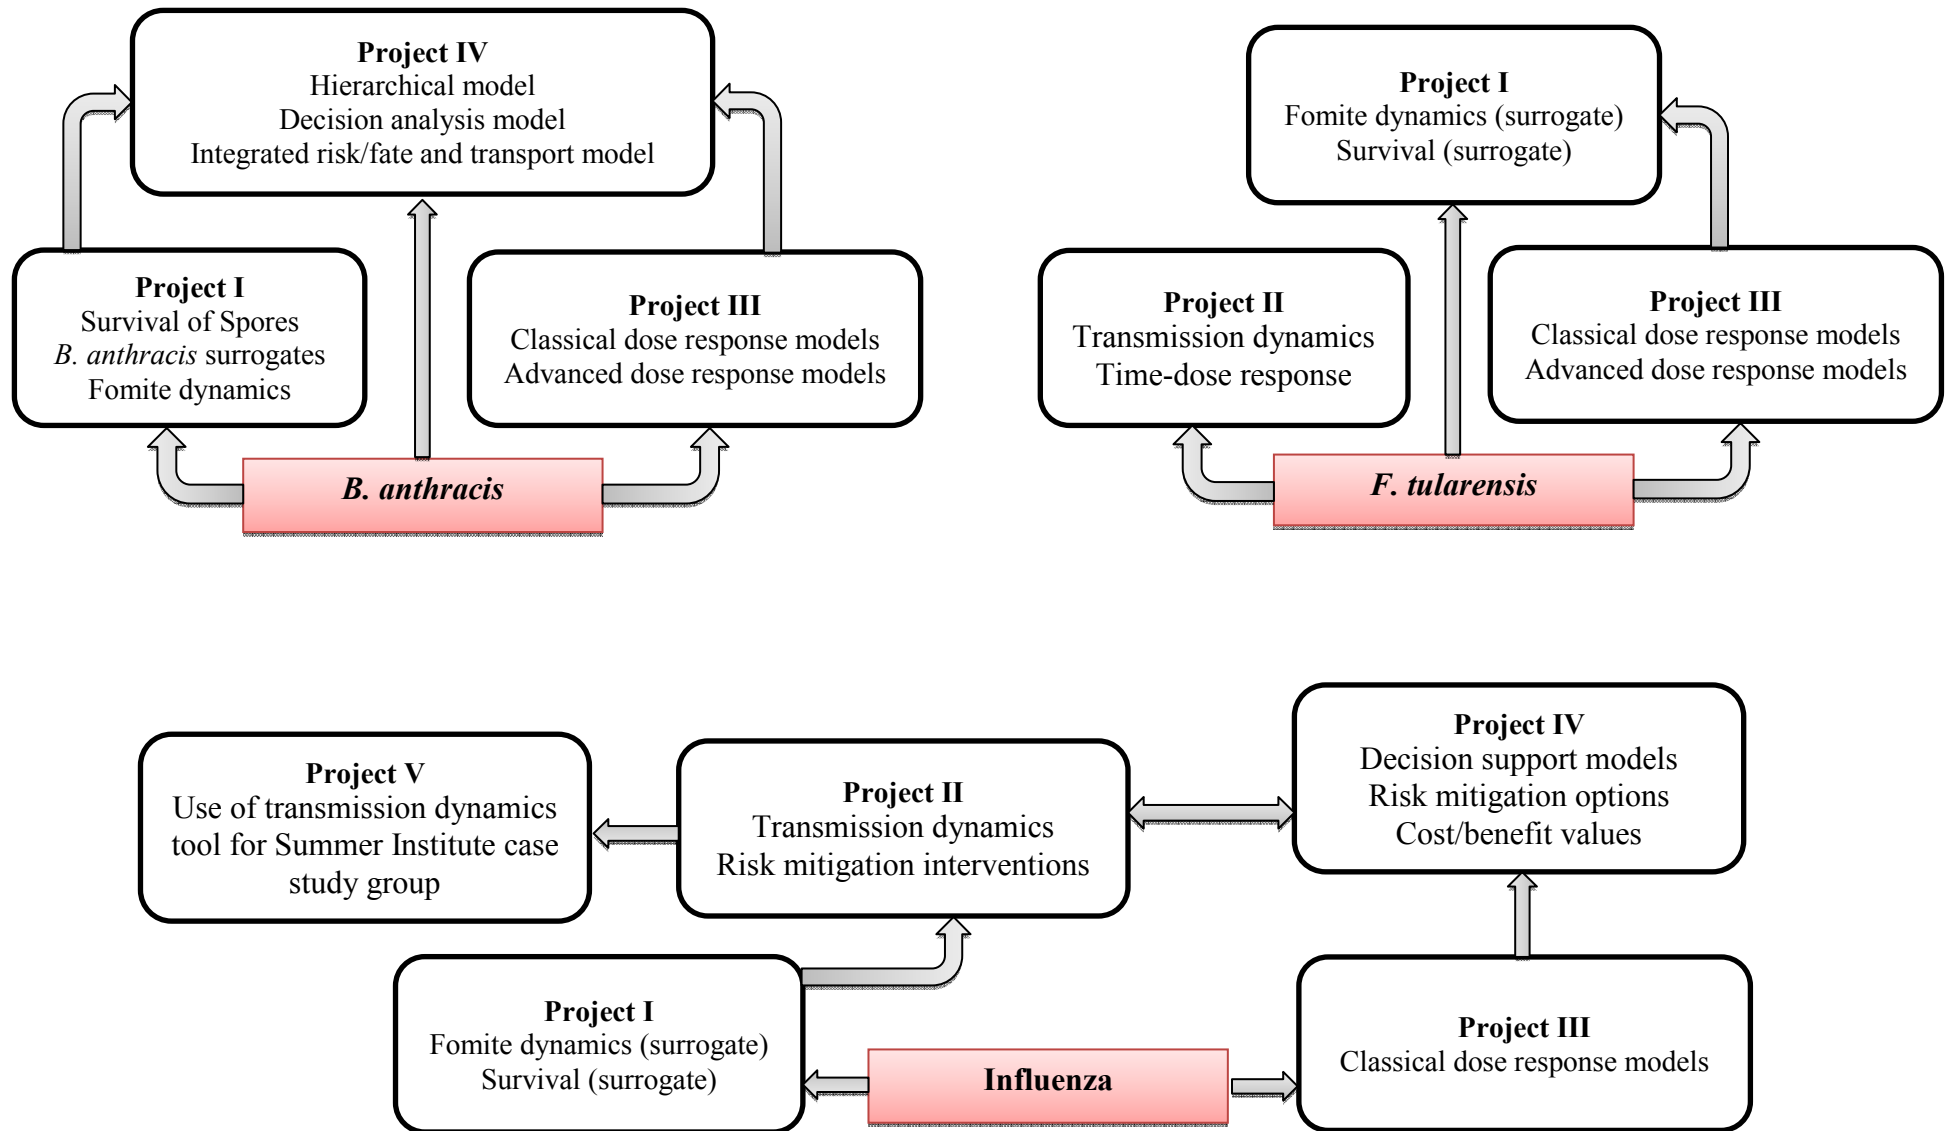 Project IV
Hierarchical model
Decision analysis model
Integrated risk/fate and transport model
Project I
Survival of Spores
B. anthracis surrogates
Fomite dynamics
Project III
Classical dose response models
Advanced dose response models
B. anthracis
Project I
Fomite dynamics (surrogate)
Survival (surrogate)
Project II
Transmission dynamics
Time-dose response
Project III
Classical dose response models
Advanced dose response models
F. tularensis
Project V
Use of transmission dynamics
tool for Summer Institute case
study group
Project II
Transmission dynamics
Risk mitigation interventions
Project IV
Decision support models
Risk mitigation options
Cost/benefit values
Project I
Fomite dynamics (surrogate)
Survival (surrogate)
Influenza
Project III
Classical dose response models